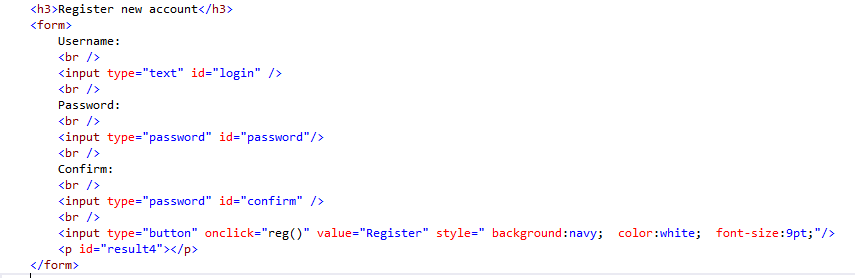 <h3>Register new account</h3>
<form>
Username:
<br />
<input type="text" id="login" />
<br />
Password:
<br />
<input type="password" id="password"/>
<br />
Confirm:
<br />
<input type="password" id="confirm" />
<br />
<input type="button" onclick="reg()" value="Register" style=" background:navy;  color:white;  font-size:9pt;"/>
<p id="result4"></p>
</form>